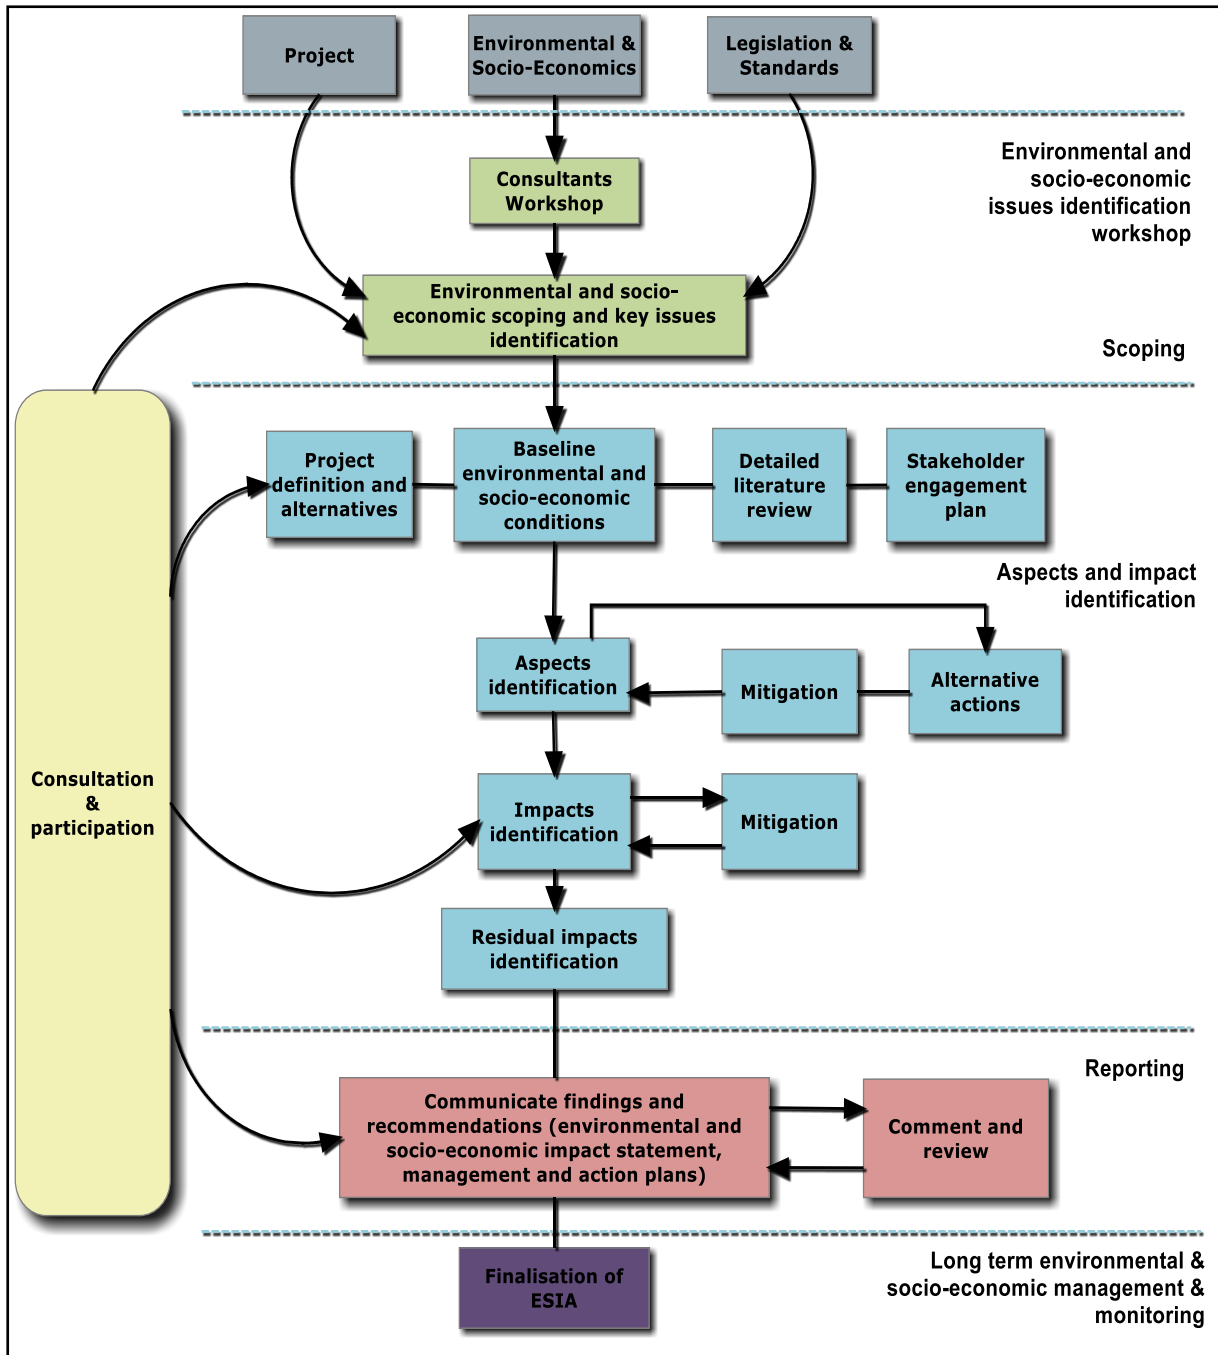 Project
Environmental &
Socio-Economics
Legislation &
Standards
Environmental and
socio-economic
issues identification
workshop
Consultants
Workshop
Environmental and socio-
economic scoping and key issues
identification
Scoping
Project
definition and
alternatives
Baseline
environmental and
socio-economic
conditions
Detailed
literature
review
Stakeholder
engagement
plan
Aspects and impact
identification
Aspects
identification
Mitigation
Alternative
actions
Consultation
&
participation
Impacts
identification
Mitigation
Residual impacts
identification
Reporting
Communicate findings and
recommendations (environmental and
socio-economic impact statement,
management and action plans)
Comment and
review
Finalisation of
ESIA
Long term environmental &
socio-economic management &
monitoring